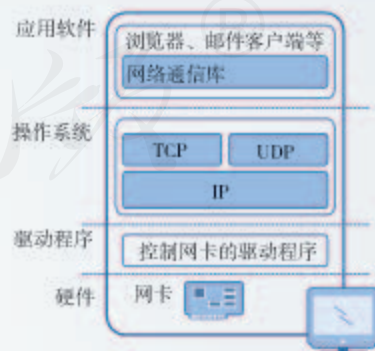 应用软件
浏览器、邮件客户端等
网络通信库
操作系统
TCP
UDP
IP
驱动程序
控制网卡的驱动程序
硬件
网卡